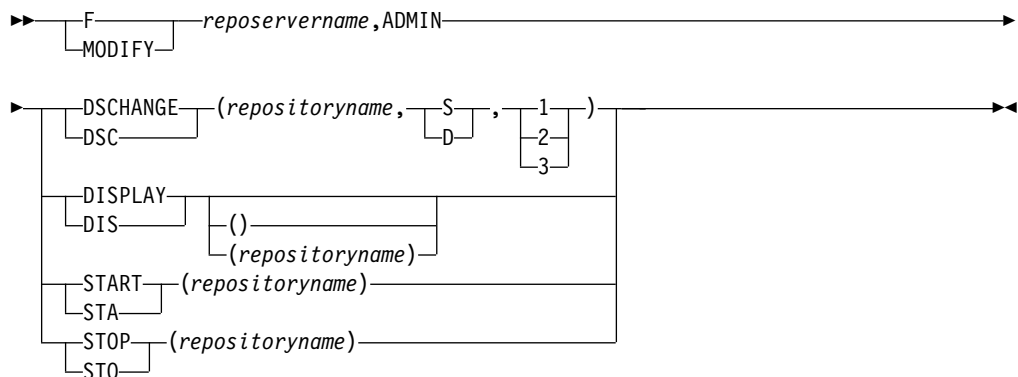 F reposervername,ADMIN
MODIFY
DSCHANGE (repositoryname, S , 1 )
DSC D 2
3
DISPLAY
DIS ()
(repositoryname)
START (repositoryname)
STA
STOP (repositoryname)
STO